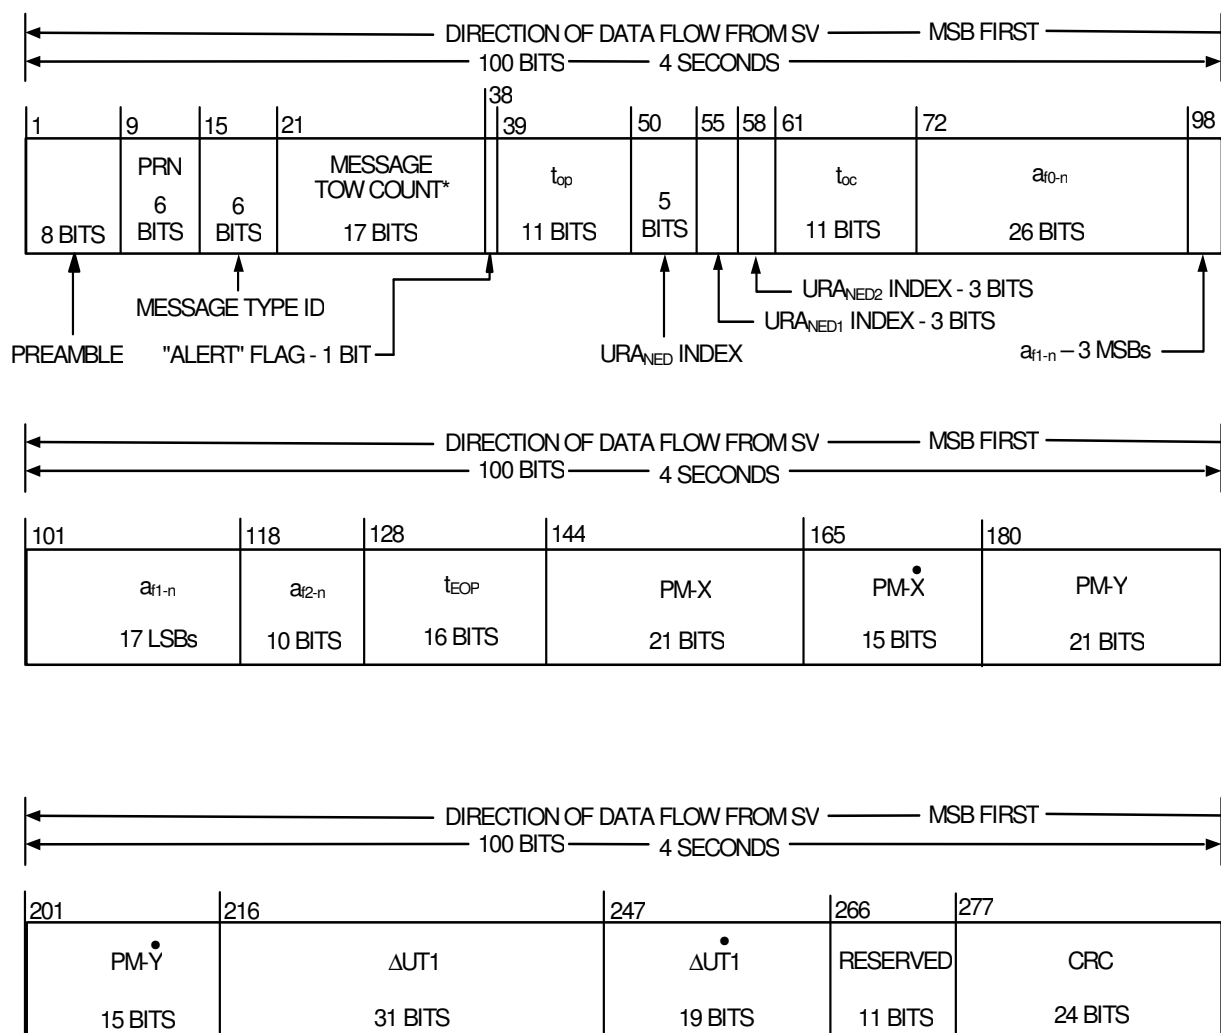 DIRECTION OF DATA FLOW FROM SV MSB FIRST
100 BITS 4 SECONDS
38
1 9 15 21 39 50 55 58 61 72 98
PRN MESSAGE
TOW COUNT* t_op t_oc a_f0-n
8 BITS 6 BITS 6 BITS 17 BITS 11 BITS 5 BITS 11 BITS 26 BITS
URA_NED2 INDEX - 3 BITS
MESSAGE TYPE ID
URA_NED1 INDEX - 3 BITS
PREAMBLE "ALERT" FLAG - 1 BIT URA_NED INDEX a_f1-n – 3 MSBs
DIRECTION OF DATA FLOW FROM SV MSB FIRST
100 BITS 4 SECONDS
101 118 128 144 165 180
a_f1-n a_f2-n t_EOP PM-X PM-Ẋ PM-Y
17 LSBs 10 BITS 16 BITS 21 BITS 15 BITS 21 BITS
DIRECTION OF DATA FLOW FROM SV MSB FIRST
100 BITS 4 SECONDS
201 216 247 266 277
PM-Ẏ ΔUT1 ΔUṪ1 RESERVED CRC
15 BITS 31 BITS 19 BITS 11 BITS 24 BITS